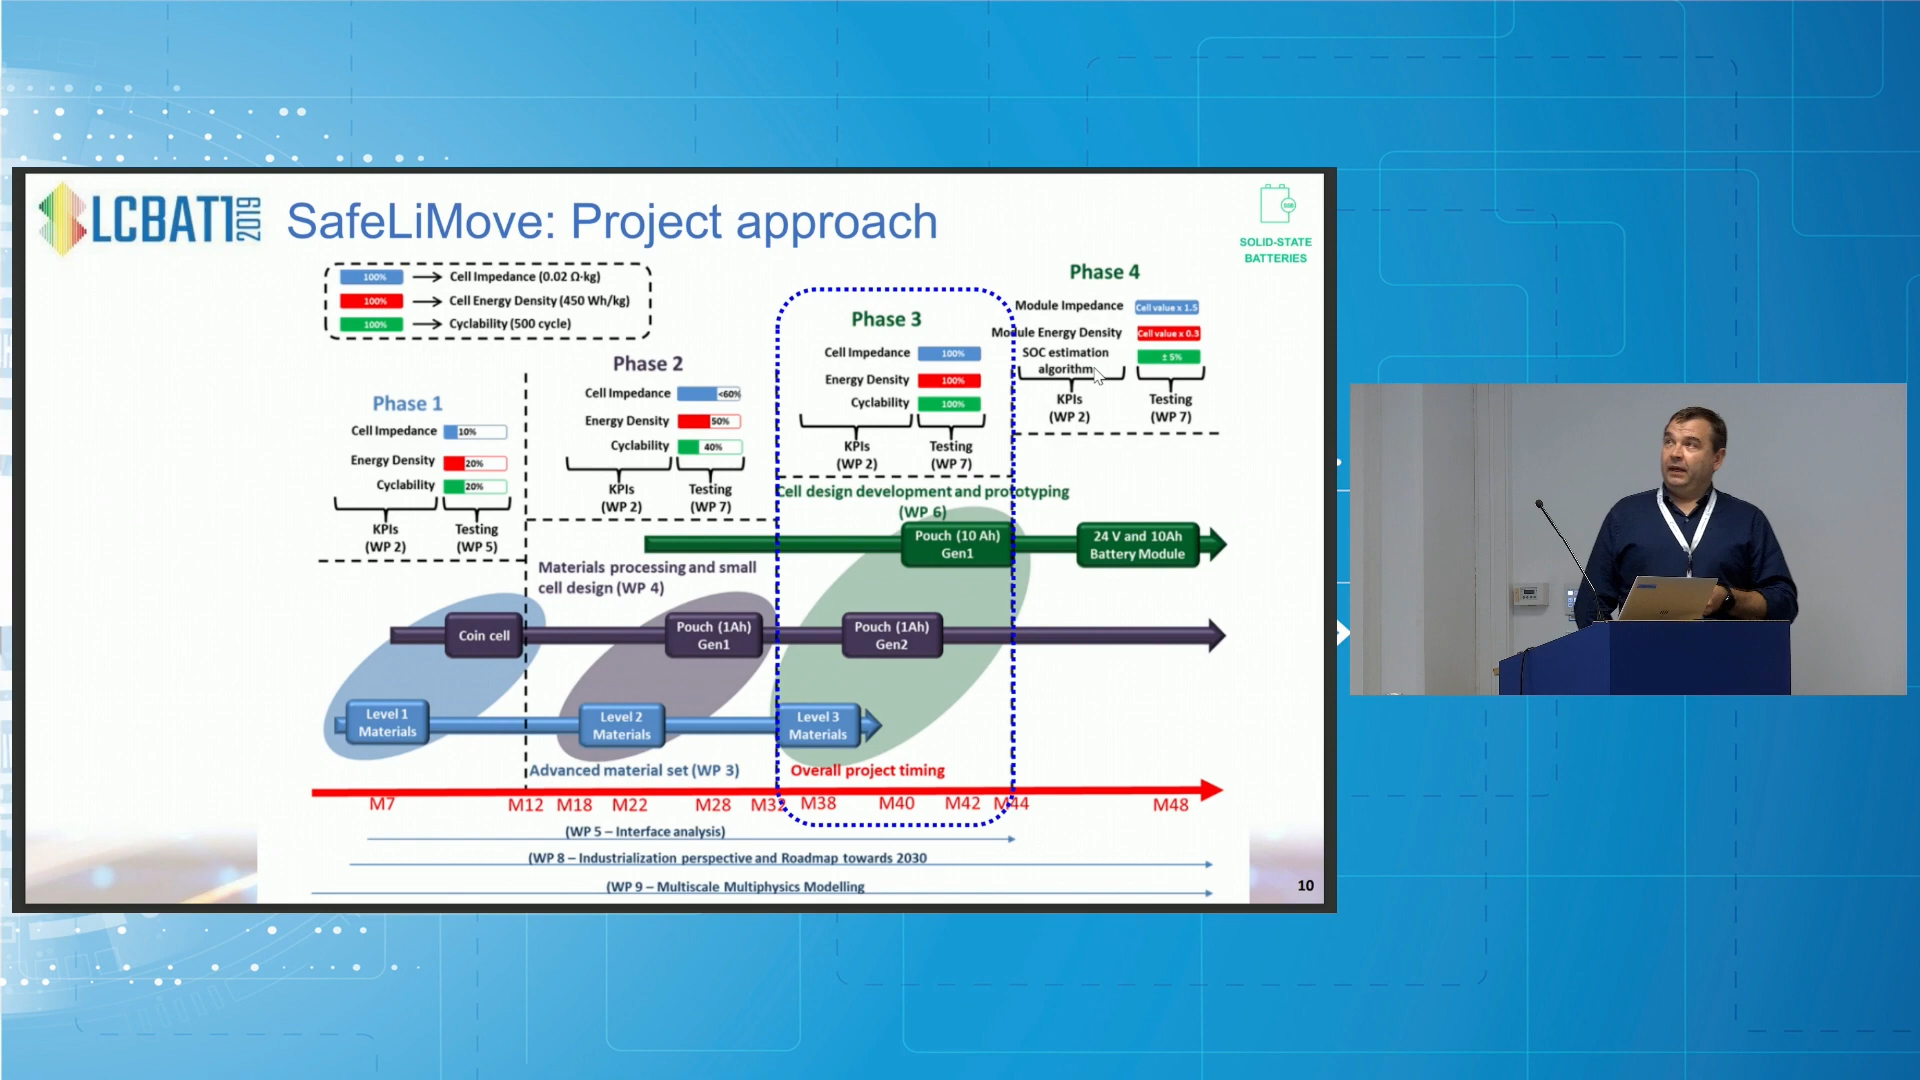 LCBAT1 2019
SafeLiMove: Project approach
SOLID-STATE
BATTERIES
100% Cell Impedance (0.02 Ω·kg)
100% Cell Energy Density (450 Wh/kg)
100% Cyclability (500 cycle)
Phase 1
Cell Impedance 10%
Energy Density 20%
Cyclability 20%
KPIs
(WP 2)
Testing
(WP 5)
Phase 2
Cell Impedance <60%
Energy Density 50%
Cyclability 40%
KPIs
(WP 2)
Testing
(WP 7)
Phase 3
Cell Impedance 100%
Energy Density 100%
Cyclability 100%
KPIs
(WP 2)
Testing
(WP 7)
Phase 4
Module Impedance Cell value x 1.5
Module Energy Density Cell value x 0.3
SOC estimation
algorithm
± 5%
KPIs
(WP 2)
Testing
(WP 7)
Cell design development and prototyping
(WP 6)
Pouch (10 Ah)
Gen1
24 V and 10Ah
Battery Module
Materials processing and small
cell design (WP 4)
Coin cell
Pouch (1Ah)
Gen1
Pouch (1Ah)
Gen2
Level 1
Materials
Level 2
Materials
Level 3
Materials
Advanced material set (WP 3)
Overall project timing
M7 M12 M18 M22 M28 M32 M38 M40 M42 M44 M48
(WP 5 – Interface analysis)
(WP 8 – Industrialization perspective and Roadmap towards 2030
(WP 9 – Multiscale Multiphysics Modelling
10